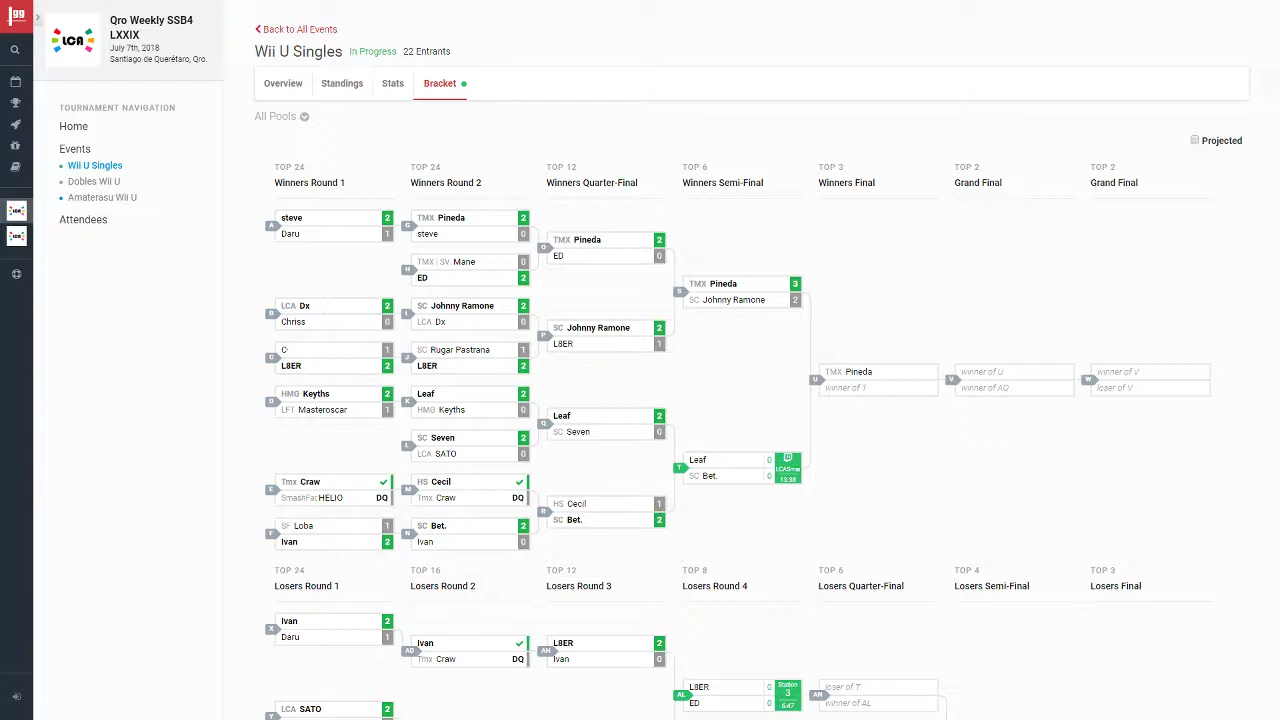 gg
LCA
Qro Weekly SSB4
LXXIX
July 7th, 2018
Santiago de Querétaro, Qro.
TOURNAMENT NAVIGATION
Home
Events
Wii U Singles
Dobles Wii U
Amaterasu Wii U
Attendees
Back to All Events
Wii U Singles In Progress 22 Entrants
Overview Standings Stats Bracket
All Pools
Projected
TOP 24 TOP 24 TOP 12 TOP 6 TOP 3 TOP 2 TOP 2
Winners Round 1 Winners Round 2 Winners Quarter-Final Winners Semi-Final Winners Final Grand Final Grand Final
A steve 2
Daru 1
B LCA Dx 2
Chriss 0
C C· 1
L8ER 2
D HMG Keyths 2
LFT Masteroscar 1
E Tmx Craw
SmashFac HELIO DQ
F SF Loba 1
Ivan 2
G TMX Pineda 2
steve 0
H TMX | SV Mane 0
ED 2
I SC Johnny Ramone 2
LCA Dx 0
J SC Rugar Pastrana 1
L8ER 2
K Leaf 2
HMG Keyths 0
L SC Seven 2
LCA SATO 0
M HS Cecil
Tmx Craw DQ
N SC Bet. 2
Ivan 0
O TMX Pineda 2
ED 0
P SC Johnny Ramone 2
L8ER 1
Q Leaf 2
SC Seven 0
R HS Cecil 1
SC Bet. 2
S TMX Pineda 3
SC Johnny Ramone 2
T Leaf 0
SC Bet. 0
LCASmas
13:38
U TMX Pineda
winner of T
V winner of U
winner of AQ
W winner of V
loser of V
TOP 24 TOP 16 TOP 12 TOP 8 TOP 6 TOP 4 TOP 3
Losers Round 1 Losers Round 2 Losers Round 3 Losers Round 4 Losers Quarter-Final Losers Semi-Final Losers Final
X Ivan 2
Daru 1
Y LCA SATO 2
AD Ivan
Tmx Craw DQ
AH L8ER 2
Ivan 0
AL L8ER 0
ED 0
Station
3
6:47
AN loser of T
winner of AL